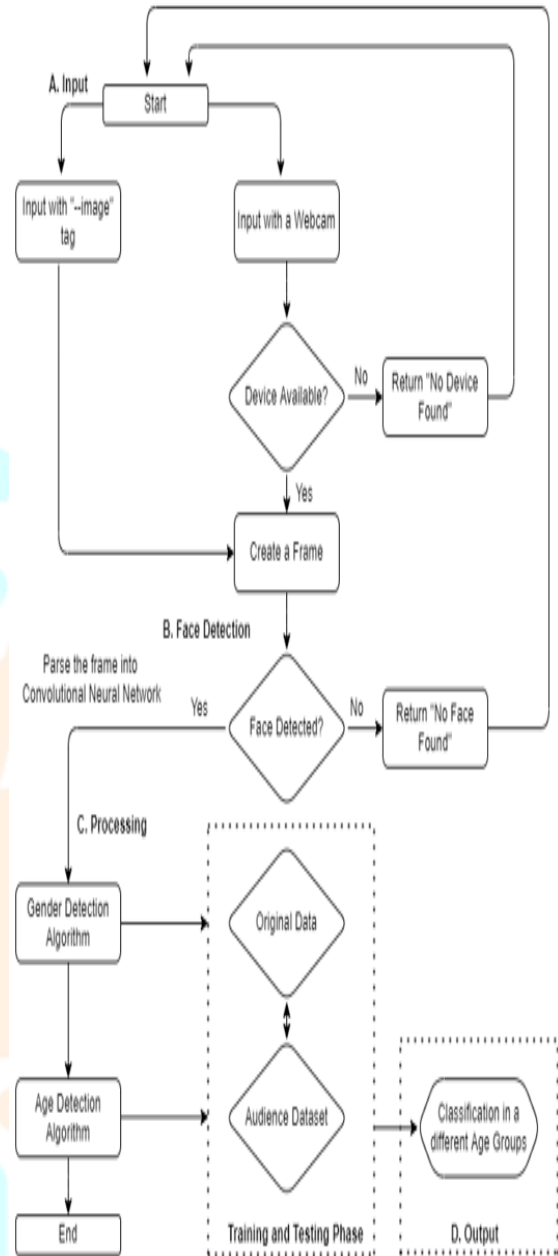 A. Input
Start
Input with "--image"
tag
Input with a Webcam
Device Available?
No
Return "No Device
Found"
Yes
Create a Frame
B. Face Detection
Parse the frame into
Convolutional Neural Network
Yes
Face Detected?
No
Return "No Face
Found"
C. Processing
Gender Detection
Algorithm
Original Data
Age Detection
Algorithm
Audience Dataset
Classification in a
different Age Groups
End
Training and Testing Phase
D. Output